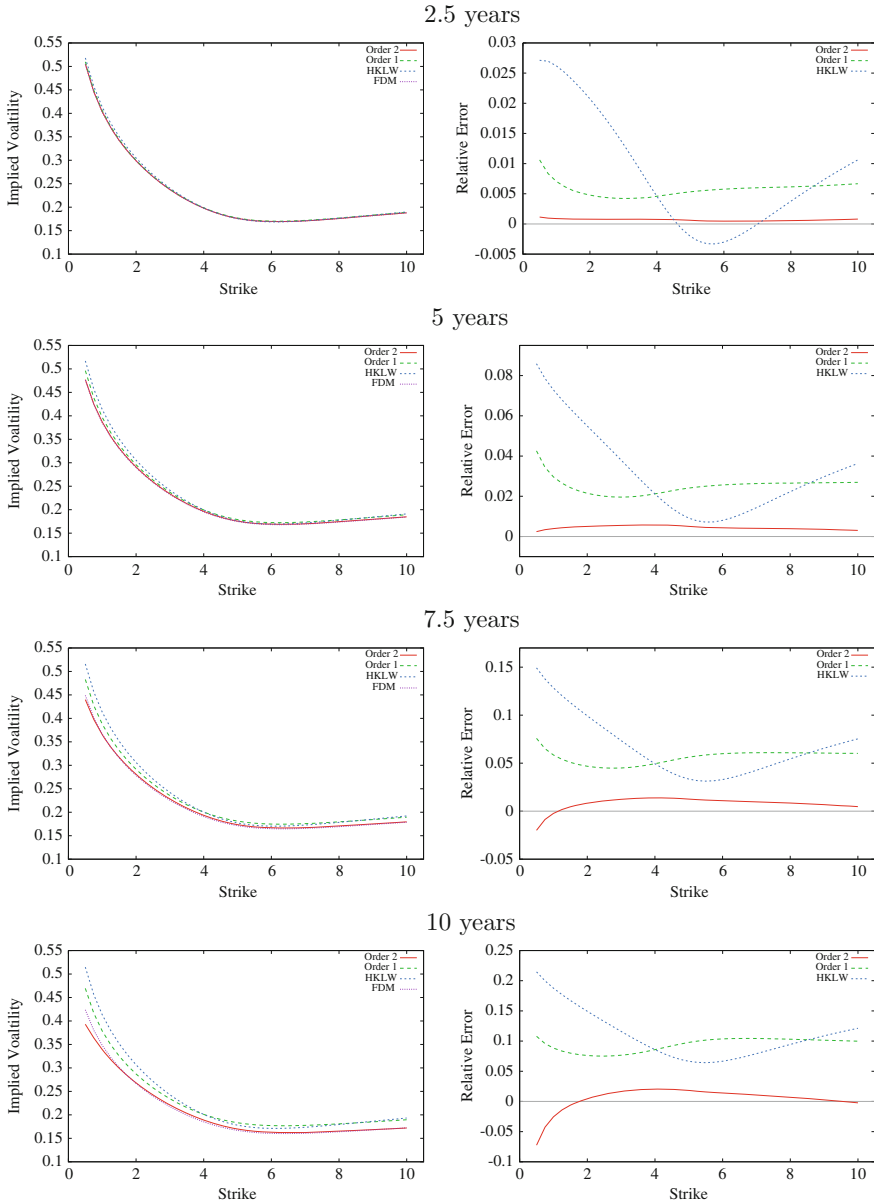 2.5 years
Implied Voaltility
0.55
0.5
0.45
0.4
0.35
0.3
0.25
0.2
0.15
0.1
0 2 4 6 8 10
Strike
Order 2
Order 1
HKLW
FDM
Relative Error
0.03
0.025
0.02
0.015
0.01
0.005
0
-0.005
0 2 4 6 8 10
Strike
Order 2
Order 1
HKLW
5 years
Implied Voaltility
0.55
0.5
0.45
0.4
0.35
0.3
0.25
0.2
0.15
0.1
0 2 4 6 8 10
Strike
Order 2
Order 1
HKLW
FDM
Relative Error
0.08
0.06
0.04
0.02
0
0 2 4 6 8 10
Strike
Order 2
Order 1
HKLW
7.5 years
Implied Voaltility
0.55
0.5
0.45
0.4
0.35
0.3
0.25
0.2
0.15
0.1
0 2 4 6 8 10
Strike
Order 2
Order 1
HKLW
FDM
Relative Error
0.15
0.1
0.05
0
-0.05
0 2 4 6 8 10
Strike
Order 2
Order 1
HKLW
10 years
Implied Voaltility
0.55
0.5
0.45
0.4
0.35
0.3
0.25
0.2
0.15
0.1
0 2 4 6 8 10
Strike
Order 2
Order 1
HKLW
FDM
Relative Error
0.25
0.2
0.15
0.1
0.05
0
-0.05
-0.1
0 2 4 6 8 10
Strike
Order 2
Order 1
HKLW